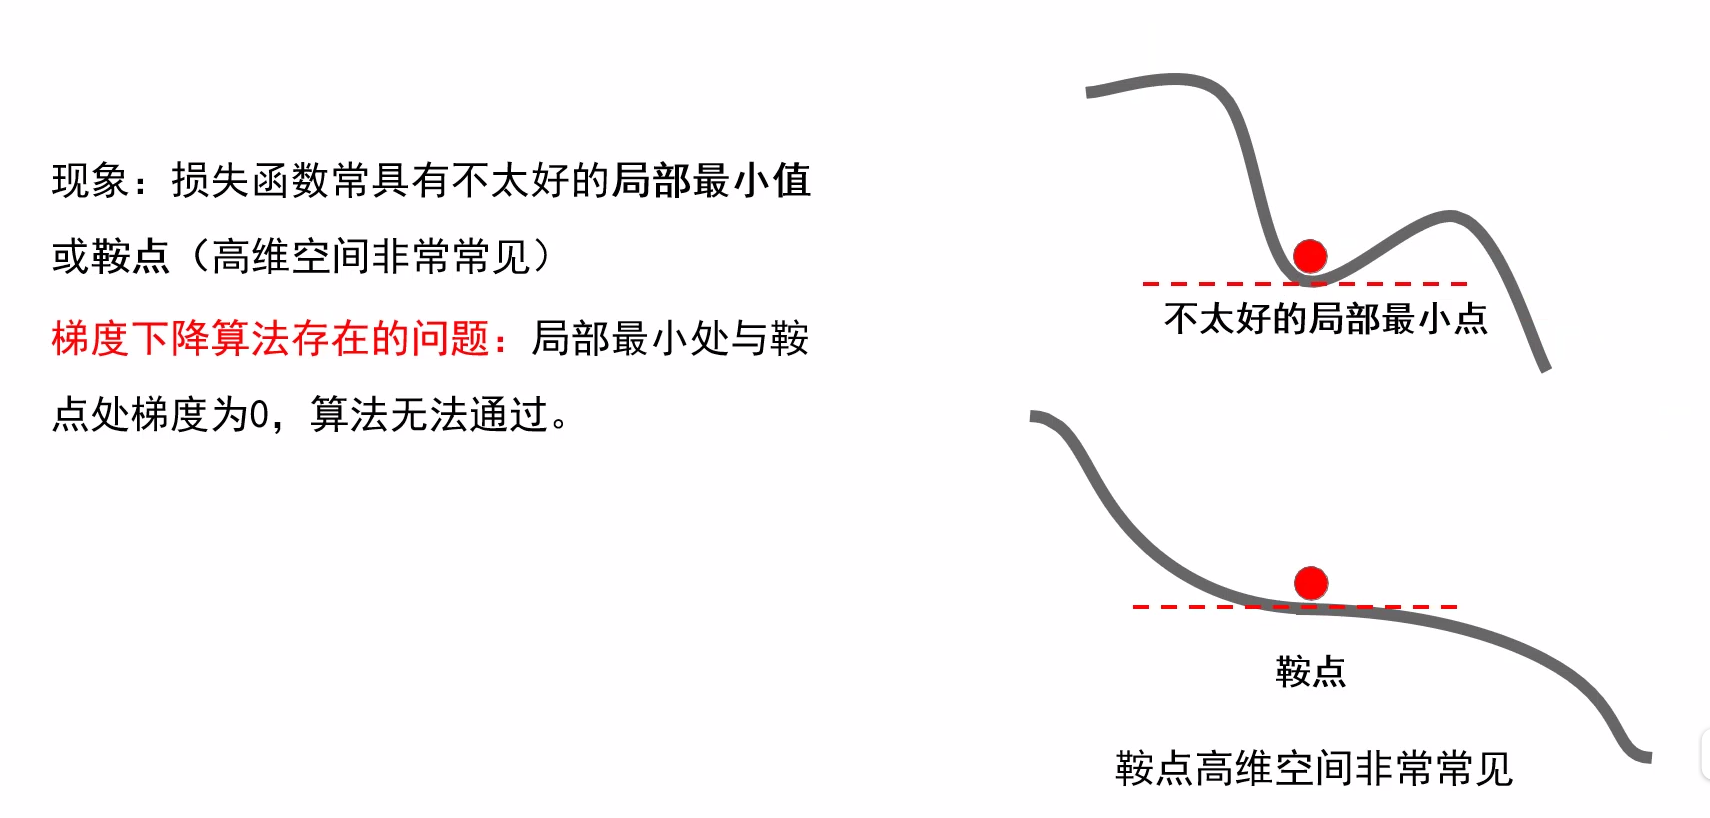 现象：损失函数常具有不太好的局部最小值
或鞍点（高维空间非常常见）
梯度下降算法存在的问题：局部最小处与鞍
点处梯度为0，算法无法通过。
不太好的局部最小点
鞍点
鞍点高维空间非常常见